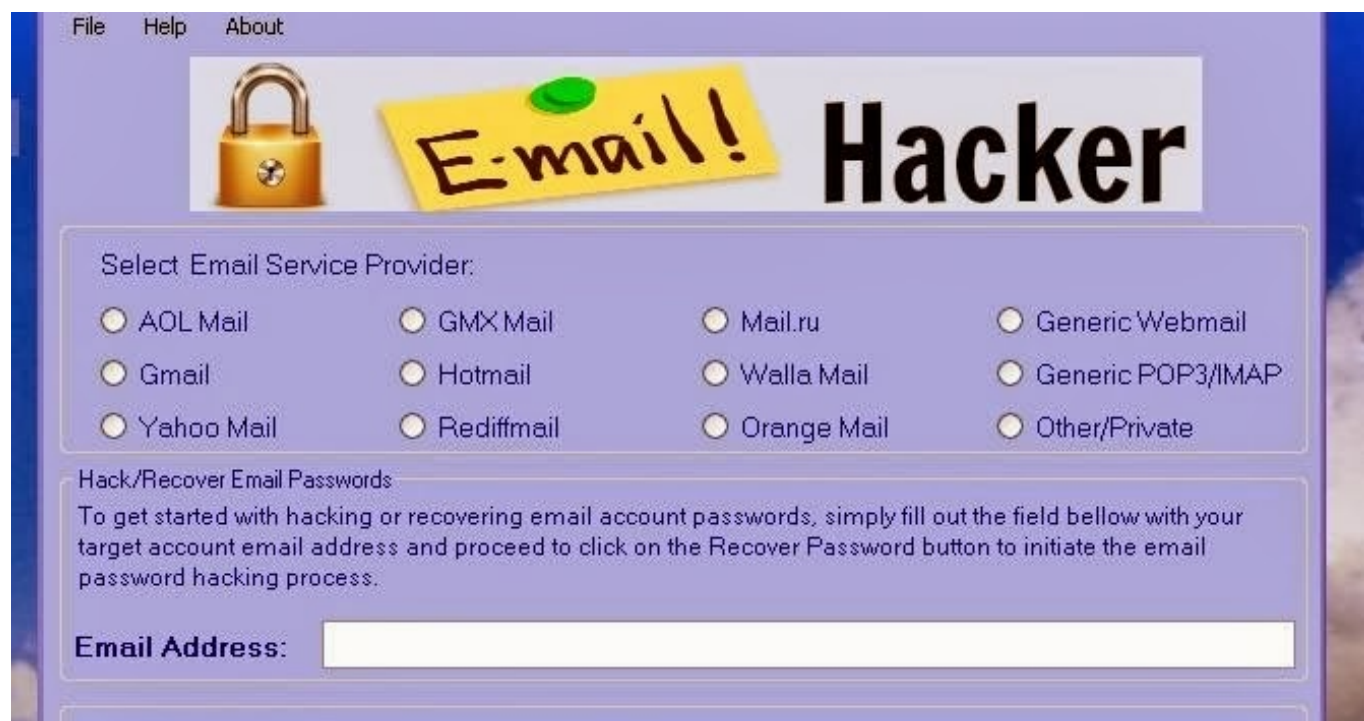 File Help About
E-mail! Hacker
Select Email Service Provider:
AOL Mail GMX Mail Mail.ru Generic Webmail
Gmail Hotmail Walla Mail Generic POP3/IMAP
Yahoo Mail Rediffmail Orange Mail Other/Private
Hack/Recover Email Passwords
To get started with hacking or recovering email account passwords, simply fill out the field bellow with your
target account email address and proceed to click on the Recover Password button to initiate the email
password hacking process.
Email Address: